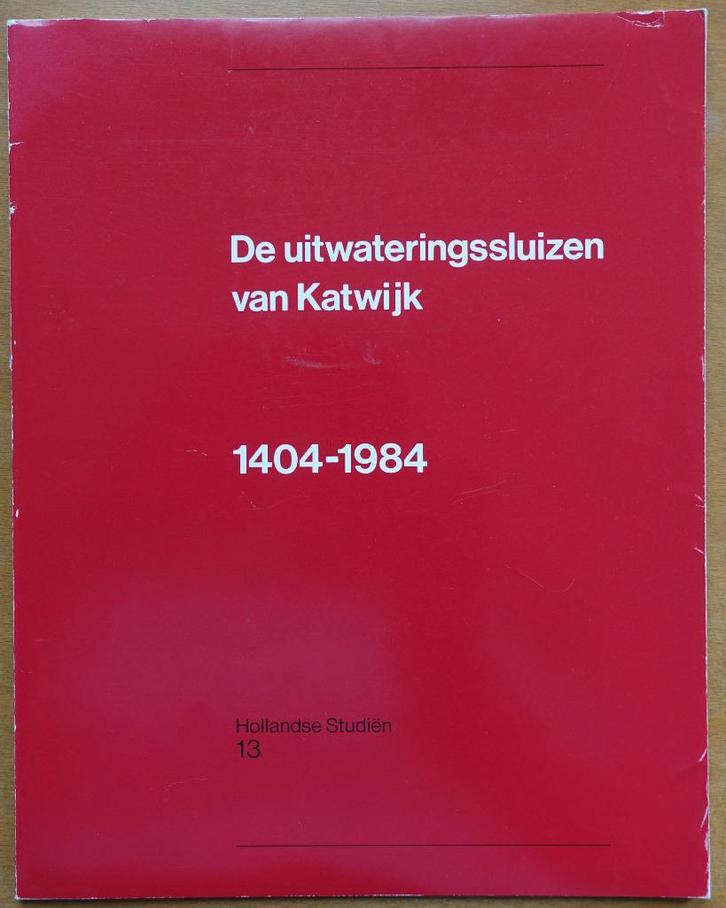 De uitwateringssluizen
van Katwijk
1404-1984
Hollandse Studiën
13